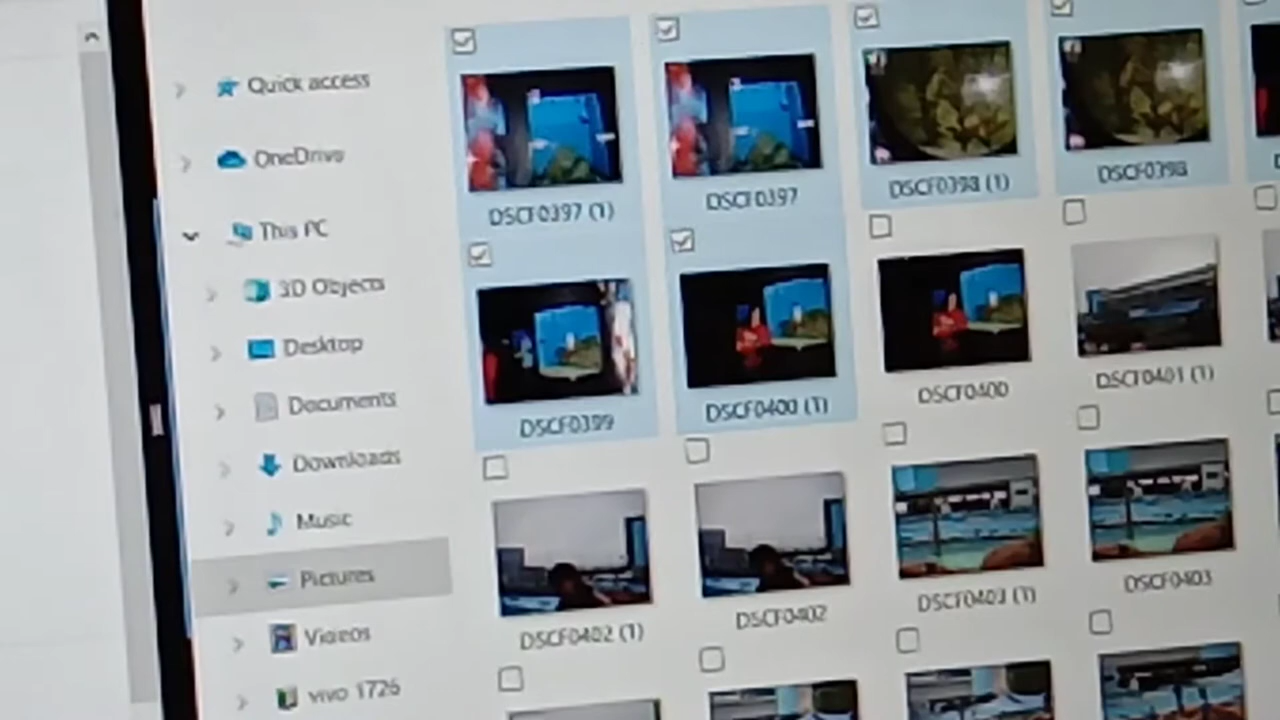 Quick access
OneDrive
This PC
3D Objects
Desktop
Documents
Downloads
Music
Pictures
Videos
vivo 1726
DSCF0397 (1)
DSCF0397
DSCF0398 (1)
DSCF0398
DSCF0399
DSCF0400 (1)
DSCF0400
DSCF0401 (1)
DSCF0402 (1)
DSCF0402
DSCF0403 (1)
DSCF0403